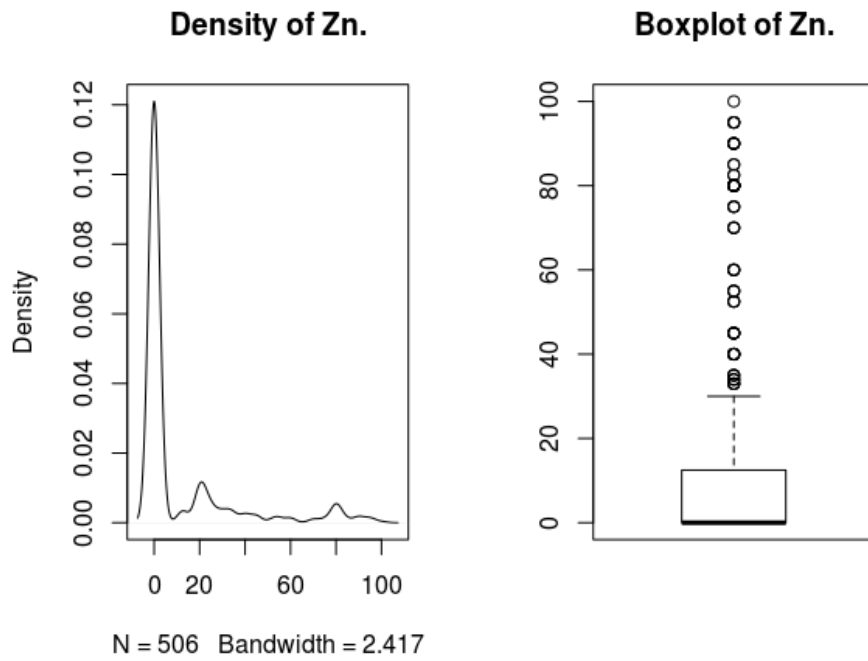 Density of Zn.
Density
0.00 0.02 0.04 0.06 0.08 0.10 0.12
0 20 60 100
N = 506 Bandwidth = 2.417
Boxplot of Zn.
0 20 40 60 80 100